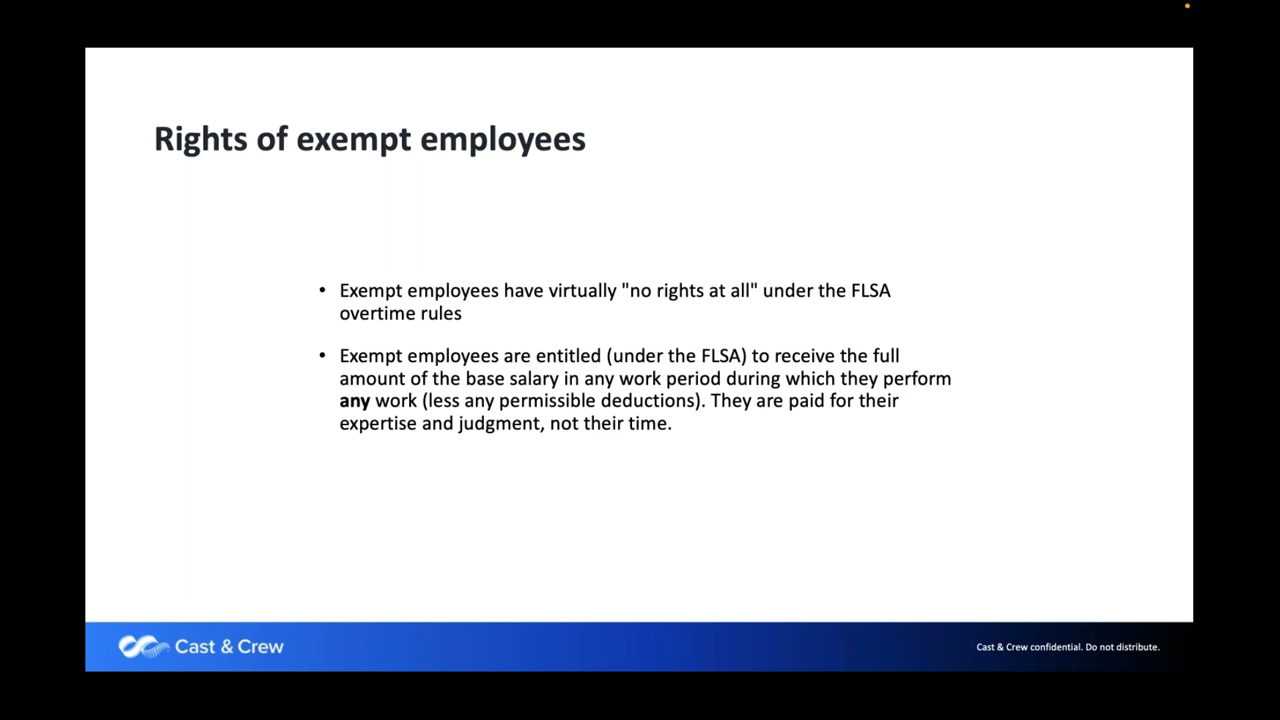 Rights of exempt employees
• Exempt employees have virtually "no rights at all" under the FLSA
overtime rules
• Exempt employees are entitled (under the FLSA) to receive the full
amount of the base salary in any work period during which they perform
any work (less any permissible deductions). They are paid for their
expertise and judgment, not their time.
Cast & Crew
Cast & Crew confidential. Do not distribute.